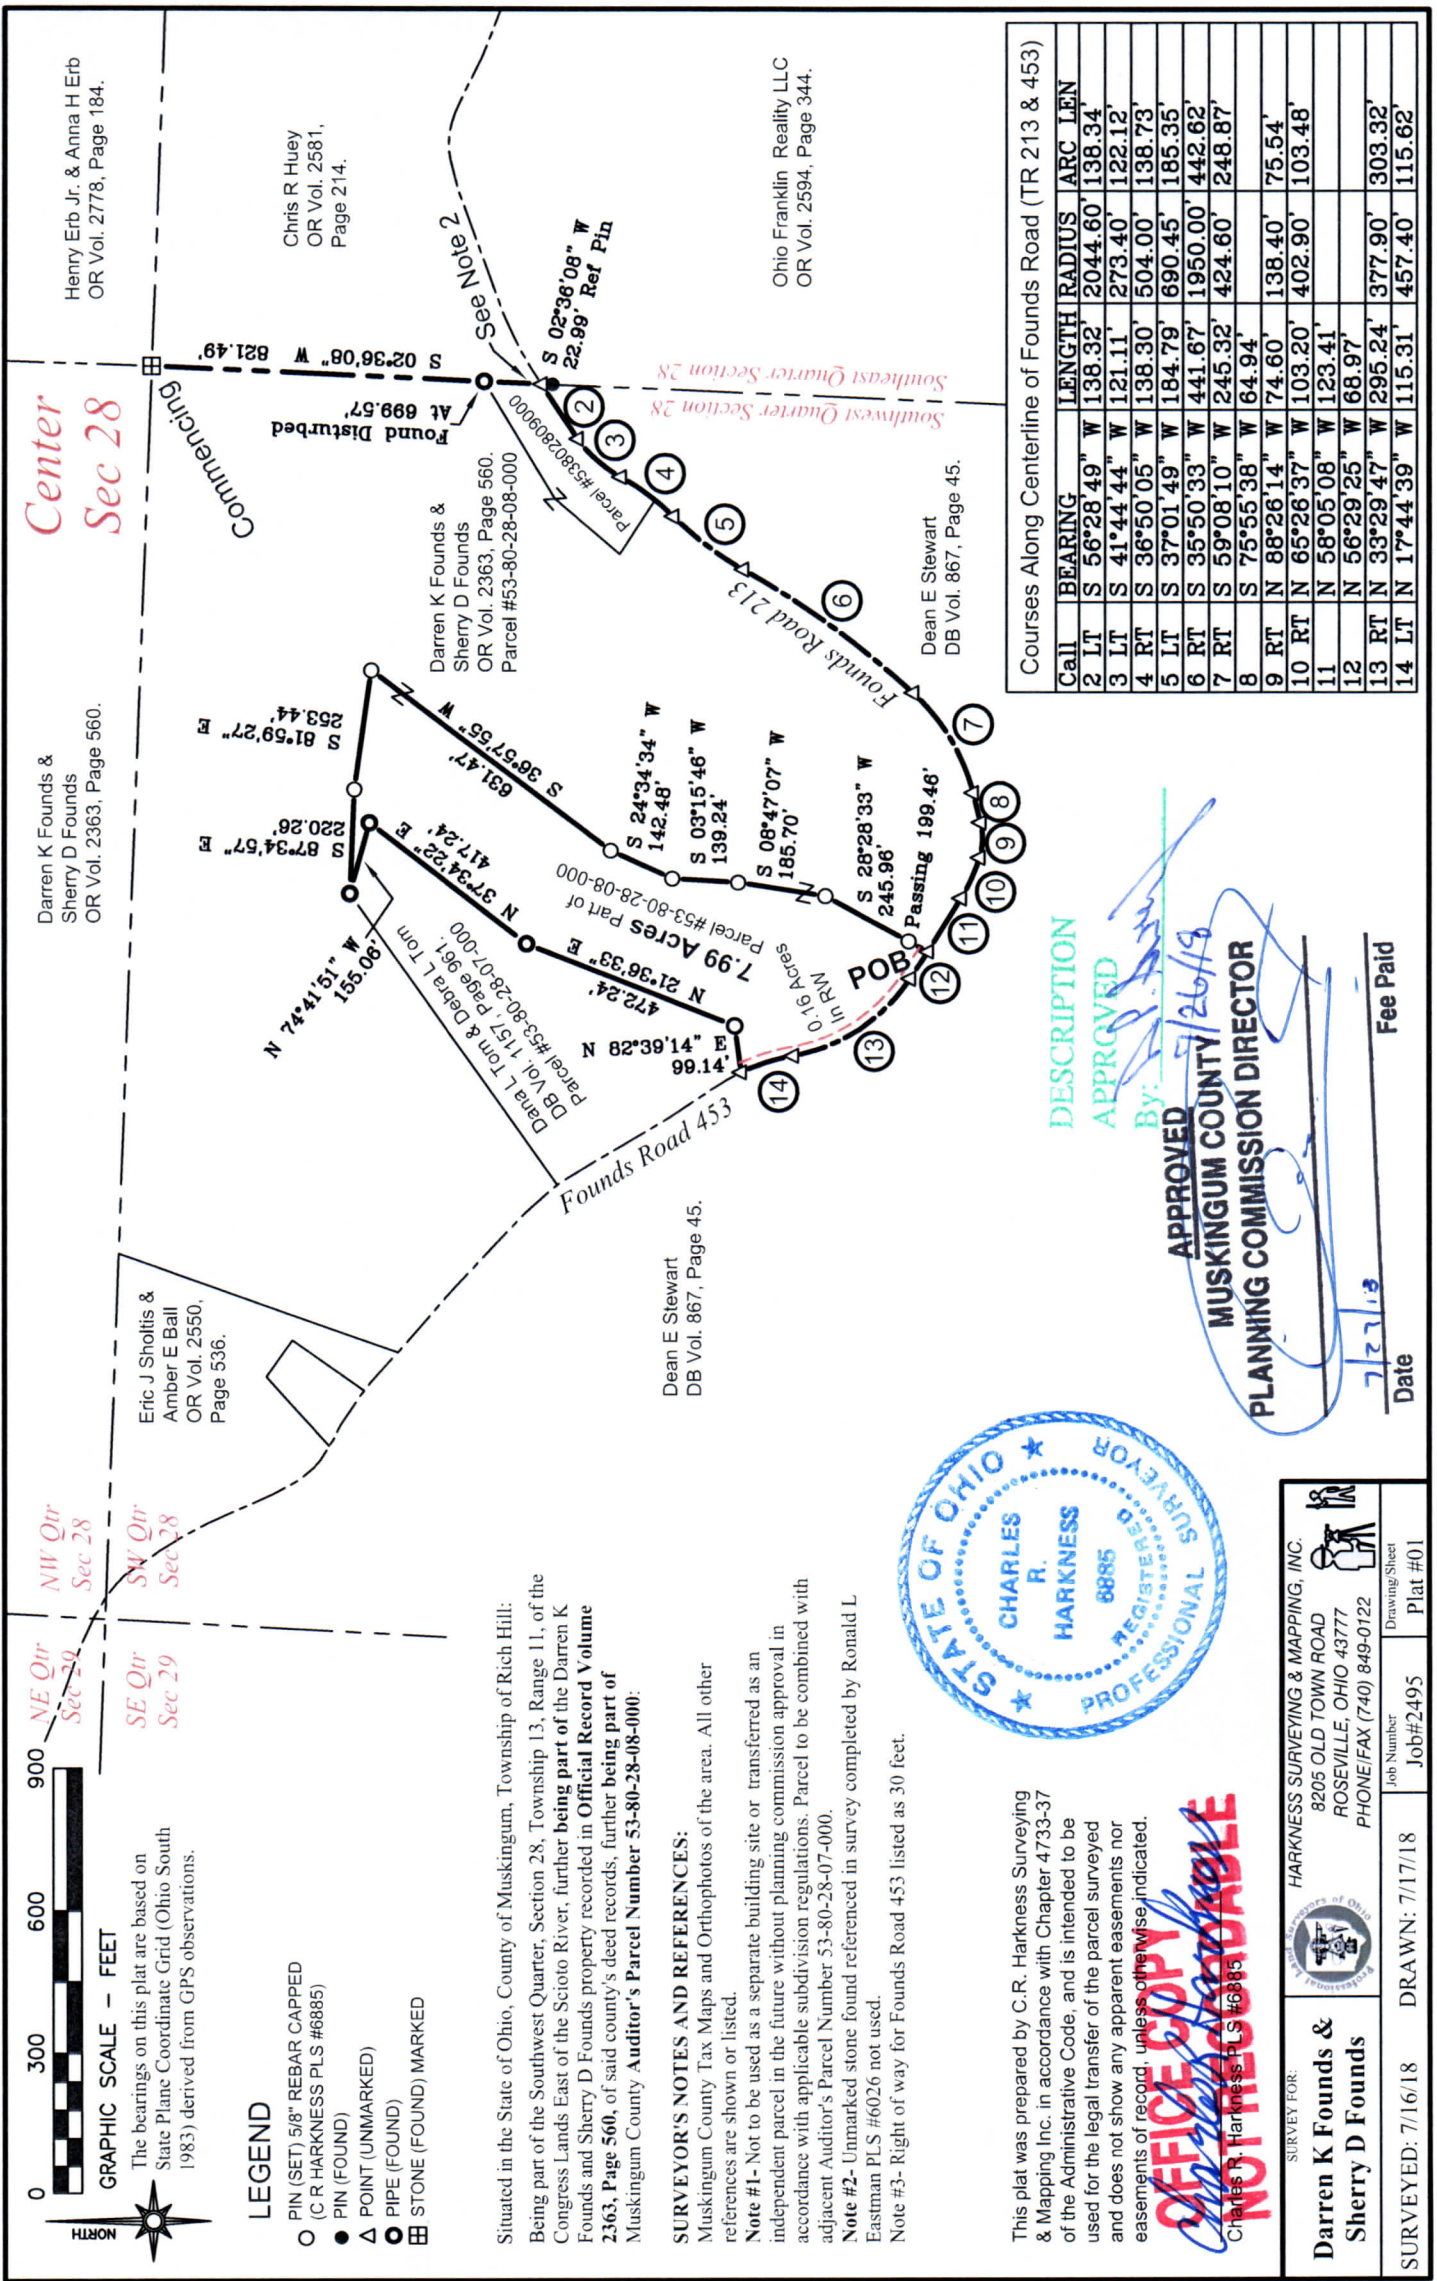 0 300 600 900
GRAPHIC SCALE – FEET
NORTH
The bearings on this plat are based on
State Plane Coordinate Grid (Ohio South
1983) derived from GPS observations.
LEGEND
PIN (SET) 5/8" REBAR CAPPED
(C R HARKNESS PLS #6885)
PIN (FOUND)
POINT (UNMARKED)
PIPE (FOUND)
STONE (FOUND) MARKED
NE Qtr
Sec 29
NW Qtr
Sec 28
SE Qtr
Sec 29
SW Qtr
Sec 28
Center
Sec 28
Commencing
Eric J Sholtis &
Amber E Ball
OR Vol. 2550,
Page 536.
Darren K Founds &
Sherry D Founds
OR Vol. 2363, Page 560.
Henry Erb Jr. & Anna H Erb
OR Vol. 2778, Page 184.
Chris R Huey
OR Vol. 2581,
Page 214.
Ohio Franklin Reality LLC
OR Vol. 2594, Page 344.
S 02°36'08" W 821.49'
Found Disturbed
At 699.57'
See Note 2
S 02°36'08" W
22.99' Ref Pin
Southeast Quarter Section 28
Southwest Quarter Section 28
Parcel #53802809000
Darren K Founds &
Sherry D Founds
OR Vol. 2363, Page 560.
Parcel #53-80-28-08-000
S 87°34'57" E
220.26'
S 81°59'27" E
253.44'
N 74°41'51" W
155.06'
N 37°34'22" E
417.24'
S 36°57'55" W
631.47'
N 21°36'33" E
472.24'
S 24°34'34" W
142.48'
S 03°15'46" W
139.24'
S 08°47'07" W
185.70'
S 28°28'33" W
245.96'
Passing 199.46'
N 82°39'14" E
99.14'
7.99 Acres Part of
Parcel #53-80-28-08-000
Dana L Tom & Debra L Tom
DB Vol. 1157, Page 961.
Parcel #53-80-28-07-000
0.16 Acres
In R/W
POB
Founds Road 453
Founds Road 213
2
3
4
5
6
7
8
9
10
11
12
13
14
Dean E Stewart
DB Vol. 867, Page 45.
Dean E Stewart
DB Vol. 867, Page 45.
Situated in the State of Ohio, County of Muskingum, Township of Rich Hill:
Being part of the Southwest Quarter, Section 28, Township 13, Range 11, of the
Congress Lands East of the Scioto River, further being part of the Darren K
Founds and Sherry D Founds property recorded in Official Record Volume
2363, Page 560, of said county's deed records, further being part of
Muskingum County Auditor's Parcel Number 53-80-28-08-000:
SURVEYOR'S NOTES AND REFERENCES:
Muskingum County Tax Maps and Orthophotos of the area. All other
references are shown or listed.
Note #1- Not to be used as a separate building site or transferred as an
independent parcel in the future without planning commission approval in
accordance with applicable subdivision regulations. Parcel to be combined with
adjacent Auditor's Parcel Number 53-80-28-07-000.
Note #2- Unmarked stone found referenced in survey completed by Ronald L
Eastman PLS #6026 not used.
Note #3- Right of way for Founds Road 453 listed as 30 feet.
This plat was prepared by C.R. Harkness Surveying
& Mapping Inc. in accordance with Chapter 4733-37
of the Administrative Code, and is intended to be
used for the legal transfer of the parcel surveyed
and does not show any apparent easements nor
easements of record, unless otherwise indicated.
OFFICE COPY
NOT RECORDABLE
Charles R. Harkness PLS #6885
STATE OF OHIO
CHARLES
R.
HARKNESS
6885
REGISTERED
PROFESSIONAL SURVEYOR
DESCRIPTION
APPROVED
By:
7/26/18
APPROVED
MUSKINGUM COUNTY
PLANNING COMMISSION DIRECTOR
7/27/18
Date Fee Paid
Courses Along Centerline of Founds Road (TR 213 & 453)
Call BEARING LENGTH RADIUS ARC LEN
2 LT S 56°28'49" W 138.32' 2044.60' 138.34'
3 LT S 41°44'44" W 121.11' 273.40' 122.12'
4 RT S 36°50'05" W 138.30' 504.00' 138.73'
5 LT S 37°01'49" W 184.79' 690.45' 185.35'
6 RT S 35°50'33" W 441.67' 1950.00' 442.62'
7 RT S 59°08'10" W 245.32' 424.60' 248.87'
8 S 75°55'38" W 64.94'
9 RT N 88°26'14" W 74.60' 138.40' 75.54'
10 RT N 65°26'37" W 103.20' 402.90' 103.48'
11 N 58°05'08" W 123.41'
12 N 56°29'25" W 68.97'
13 RT N 33°29'47" W 295.24' 377.90' 303.32'
14 LT N 17°44'39" W 115.31' 457.40' 115.62'
SURVEY FOR:
Darren K Founds &
Sherry D Founds
Professional Land Surveyors of Ohio
HARKNESS SURVEYING & MAPPING, INC.
8205 OLD TOWN ROAD
ROSEVILLE, OHIO 43777
PHONE/FAX (740) 849-0122
SURVEYED: 7/16/18 DRAWN: 7/17/18
Job Number
Job#2495
Drawing/Sheet
Plat #01